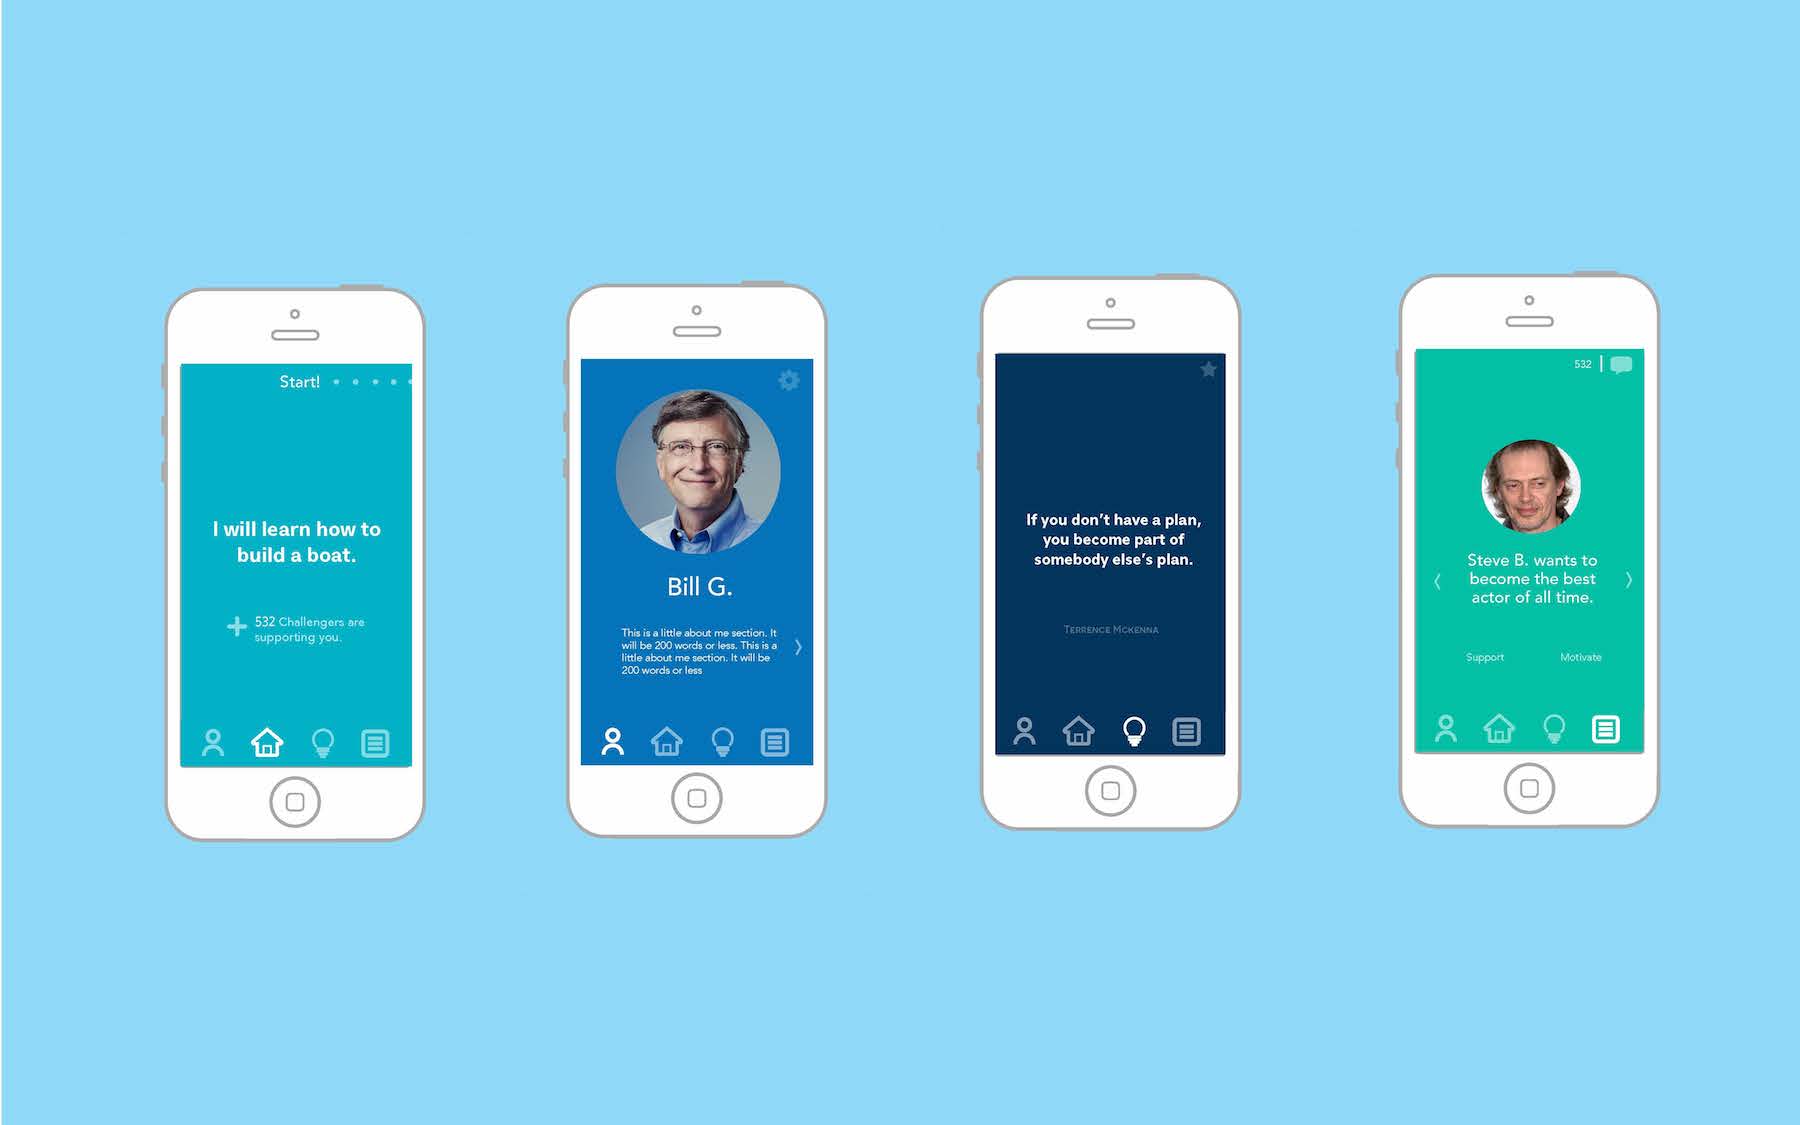 Start!
I will learn how to
build a boat.
532 Challengers are
supporting you.
Bill G.
This is a little about me section. It
will be 200 words or less. This is a
little about me section. It will be
200 words or less
If you don't have a plan,
you become part of
somebody else's plan.
Terrence Mckenna
532
Steve B. wants to
become the best
actor of all time.
Support Motivate